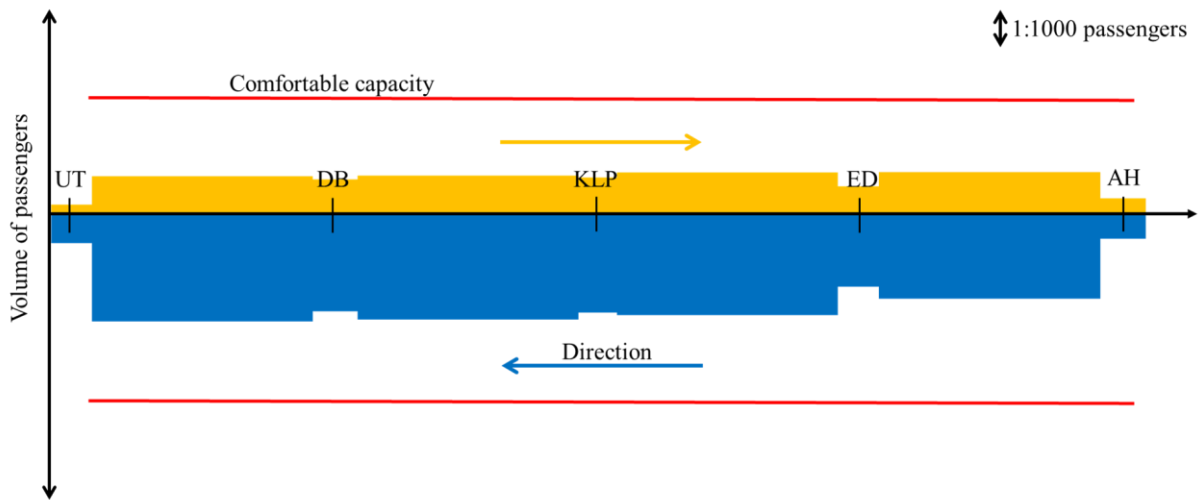 1:1000 passengers
Comfortable capacity
Volume of passengers
UT
DB
KLP
ED
AH
Direction